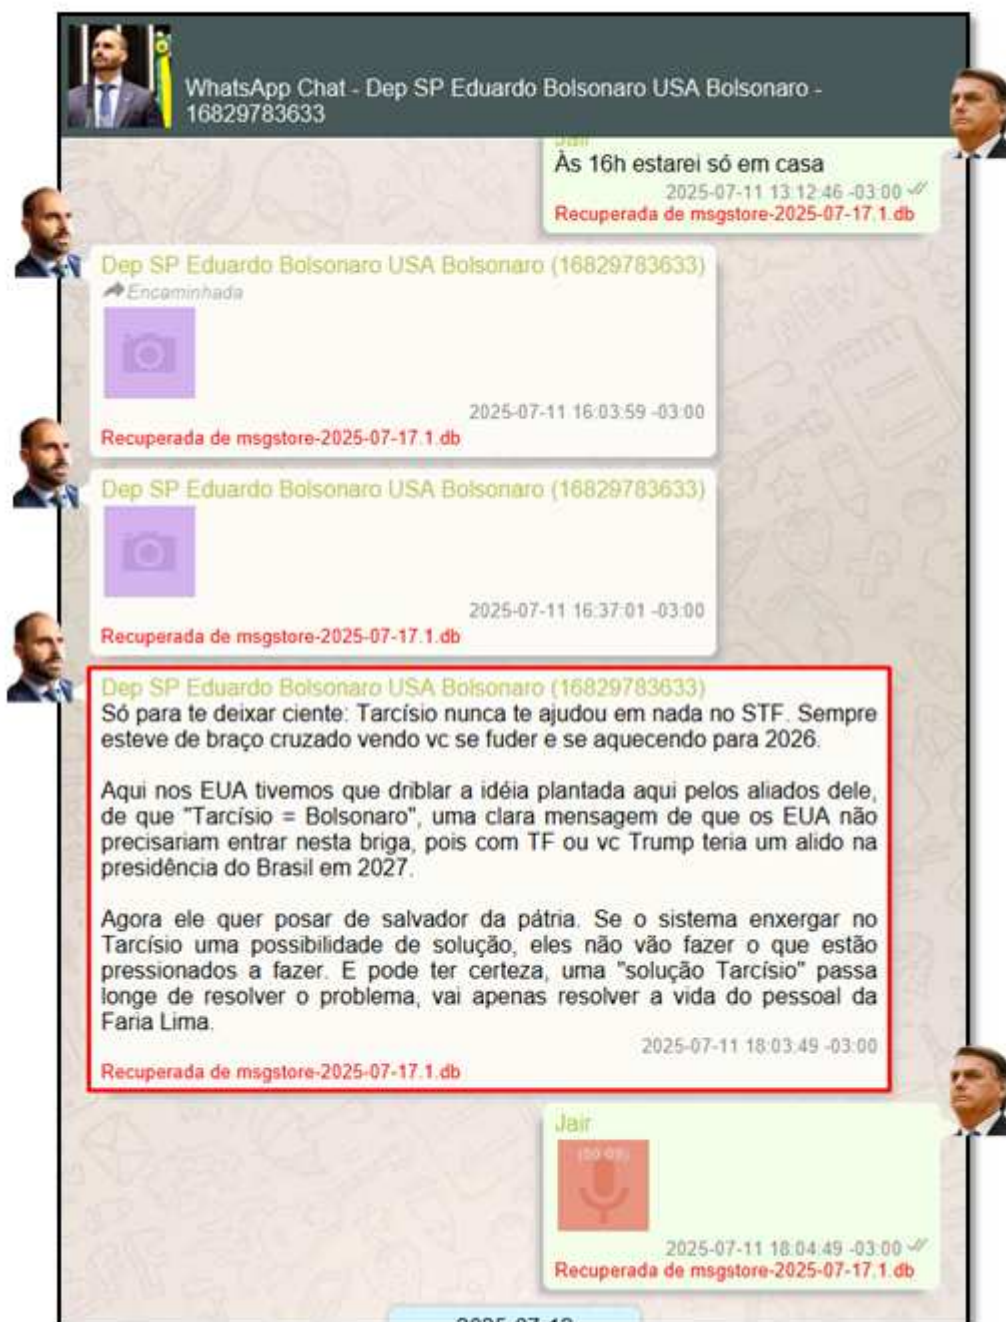 WhatsApp Chat - Dep SP Eduardo Bolsonaro USA Bolsonaro -
16829783633
Jair
Às 16h estarei só em casa
2025-07-11 13:12:46 -03:00
Recuperada de msgstore-2025-07-17.1.db
Dep SP Eduardo Bolsonaro USA Bolsonaro (16829783633)
Encaminhada
2025-07-11 16:03:59 -03:00
Recuperada de msgstore-2025-07-17.1.db
Dep SP Eduardo Bolsonaro USA Bolsonaro (16829783633)
2025-07-11 16:37:01 -03:00
Recuperada de msgstore-2025-07-17.1.db
Dep SP Eduardo Bolsonaro USA Bolsonaro (16829783633)
Só para te deixar ciente: Tarcísio nunca te ajudou em nada no STF. Sempre
esteve de braço cruzado vendo vc se fuder e se aquecendo para 2026.
Aqui nos EUA tivemos que driblar a idéia plantada aqui pelos aliados dele,
de que "Tarcísio = Bolsonaro", uma clara mensagem de que os EUA não
precisariam entrar nesta briga, pois com TF ou vc Trump teria um alido na
presidência do Brasil em 2027.
Agora ele quer posar de salvador da pátria. Se o sistema enxergar no
Tarcísio uma possibilidade de solução, eles não vão fazer o que estão
pressionados a fazer. E pode ter certeza, uma "solução Tarcísio" passa
longe de resolver o problema, vai apenas resolver a vida do pessoal da
Faria Lima.
2025-07-11 18:03:49 -03:00
Recuperada de msgstore-2025-07-17.1.db
Jair
2025-07-11 18:04:49 -03:00
Recuperada de msgstore-2025-07-17.1.db